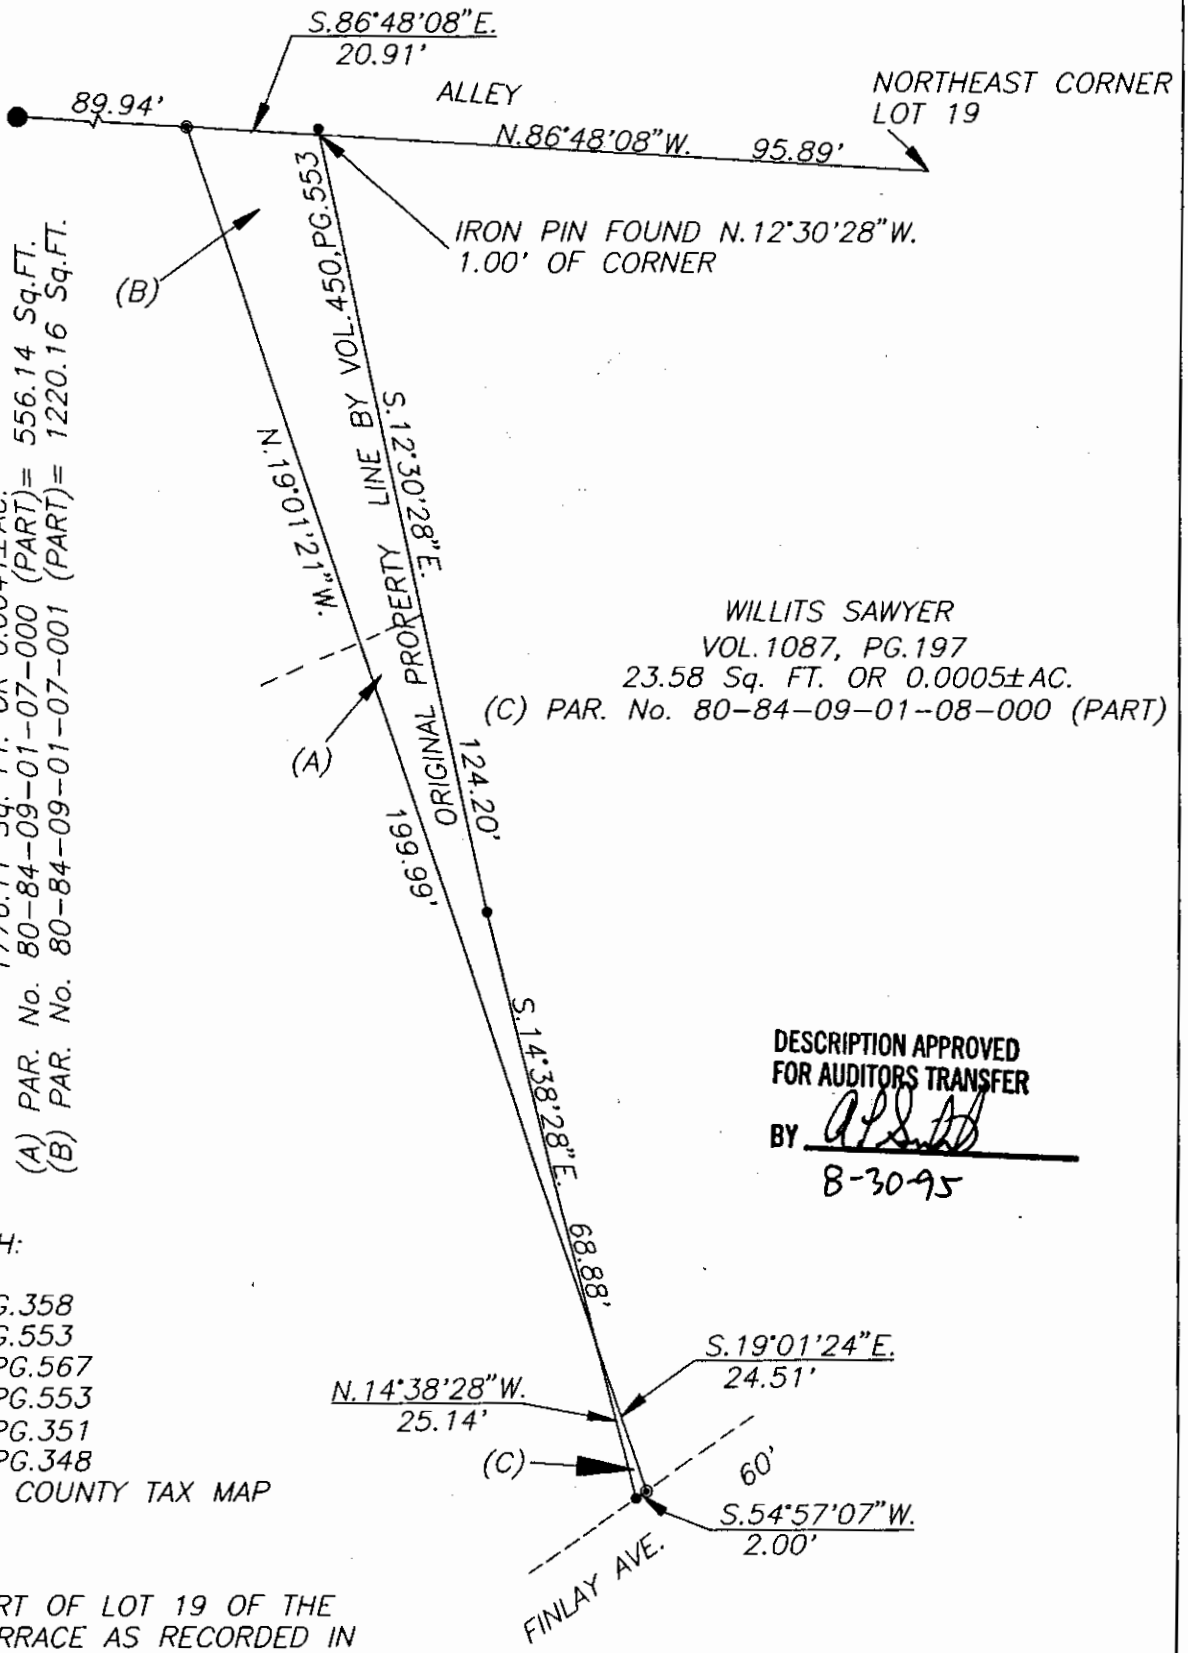 S.86°48'08"E.
20.91'
89.94'
ALLEY
NORTHEAST CORNER
LOT 19
N.86°48'08"W. 95.89'
IRON PIN FOUND N.12°30'28"W.
1.00' OF CORNER
(B)
ORIGINAL PROPERTY LINE BY VOL.450,PG.553
S.12°30'28"E.
124.20'
N.19°01'21"W.
199.99'
(A)
(A) PAR. No. 80-84-09-01-07-000 (PART)= 556.14 Sq.FT.
(B) PAR. No. 80-84-09-01-07-001 (PART)= 1220.16 Sq.FT.
WILLITS SAWYER
VOL.1087, PG.197
23.58 Sq. FT. OR 0.0005±AC.
(C) PAR. No. 80-84-09-01-08-000 (PART)
S.14°38'28"E. 68.88'
DESCRIPTION APPROVED
FOR AUDITORS TRANSFER
BY
8-30-95
H:
G.358
G.553
PG.567
PG.553
PG.351
PG.348
COUNTY TAX MAP
S.19°01'24"E.
24.51'
N.14°38'28"W.
25.14'
(C)
60'
S.54°57'07"W.
2.00'
FINLAY AVE.
RT OF LOT 19 OF THE
RRACE AS RECORDED IN